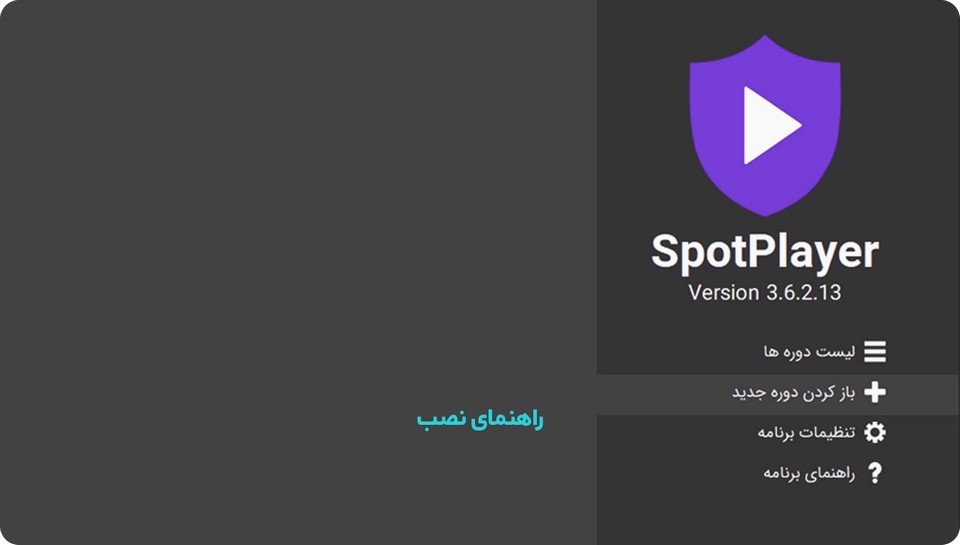 SpotPlayer
Version 3.6.2.13
لیست دوره ها
باز کردن دوره جدید
تنظیمات برنامه
راهنمای برنامه
راهنمای نصب